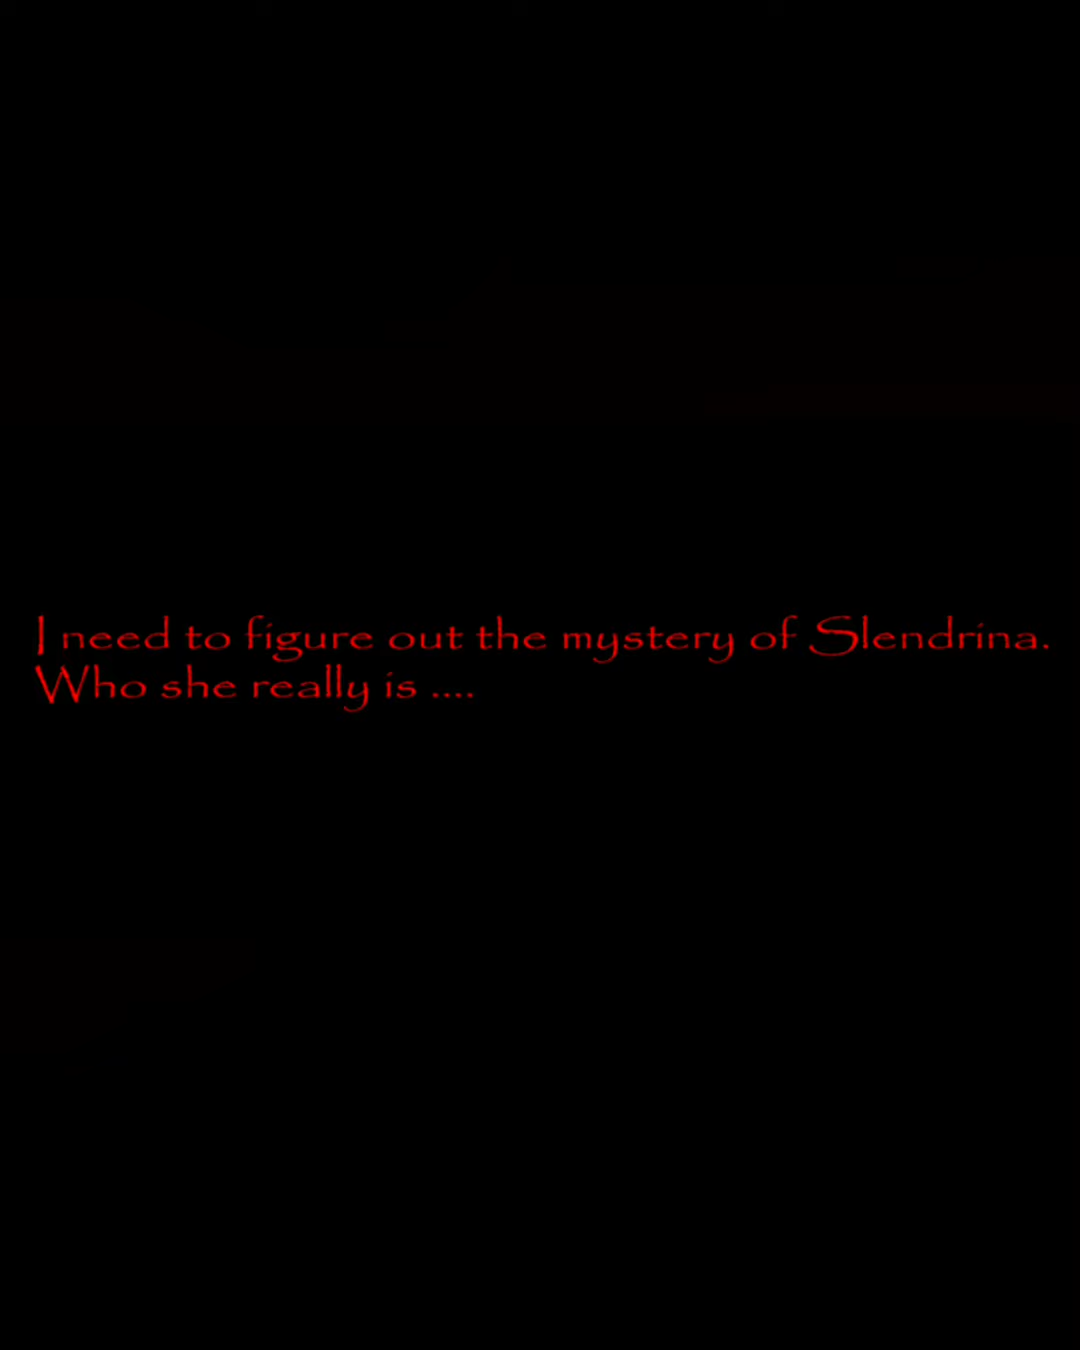 I need to figure out the mystery of Slendrina.
Who she really is ....